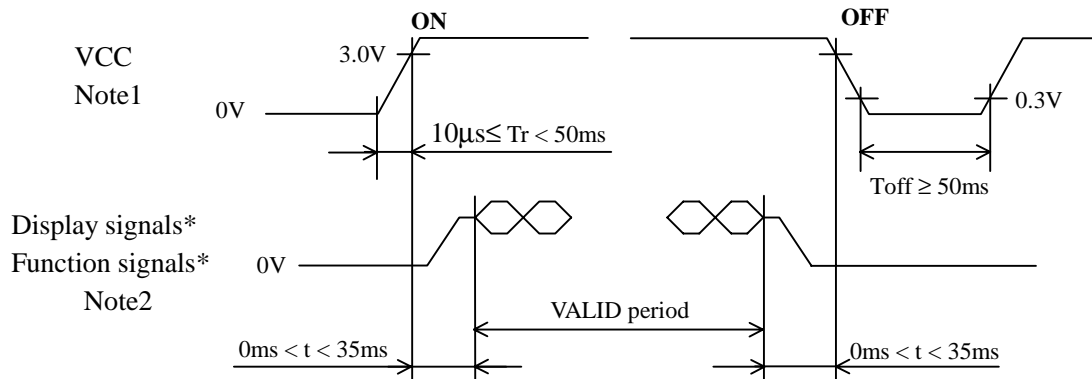 ON
OFF
VCC
Note1
3.0V
0V
0.3V
10μs≤ Tr < 50ms
Toff ≥ 50ms
Display signals*
Function signals*
Note2
0V
VALID period
0ms < t < 35ms
0ms < t < 35ms